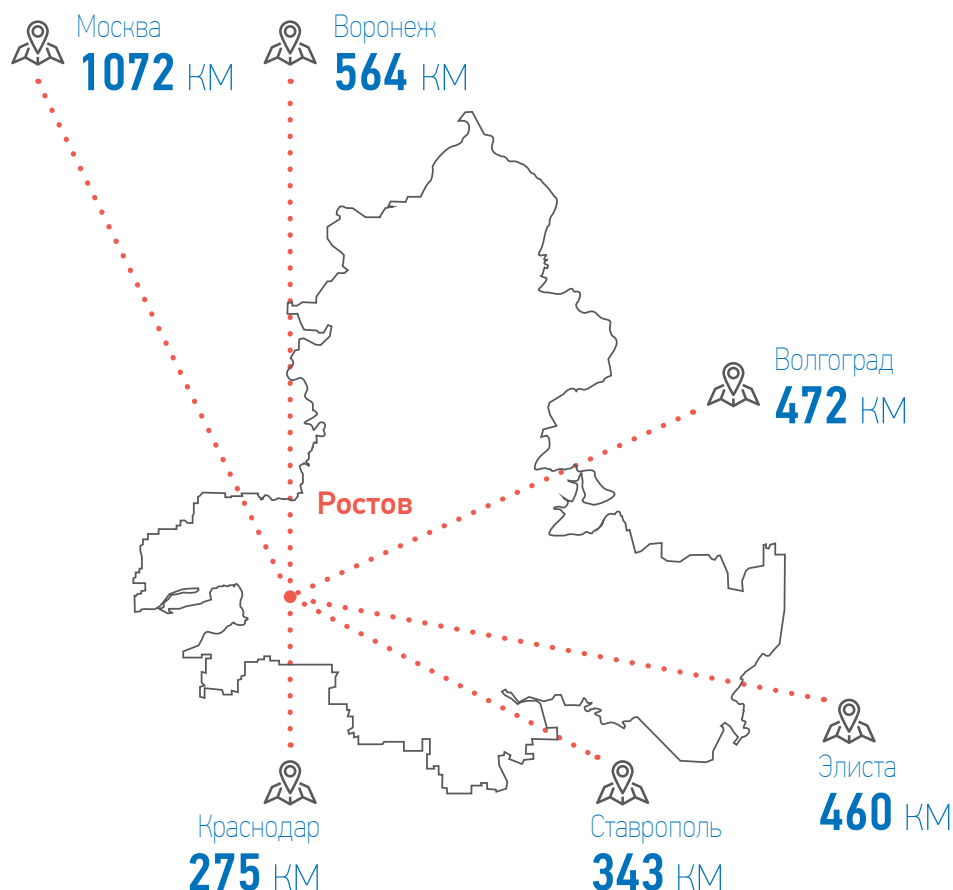 Москва
1072 КМ
Воронеж
564 КМ
Волгоград
472 КМ
Ростов
Элиста
460 КМ
Краснодар
275 КМ
Ставрополь
343 КМ